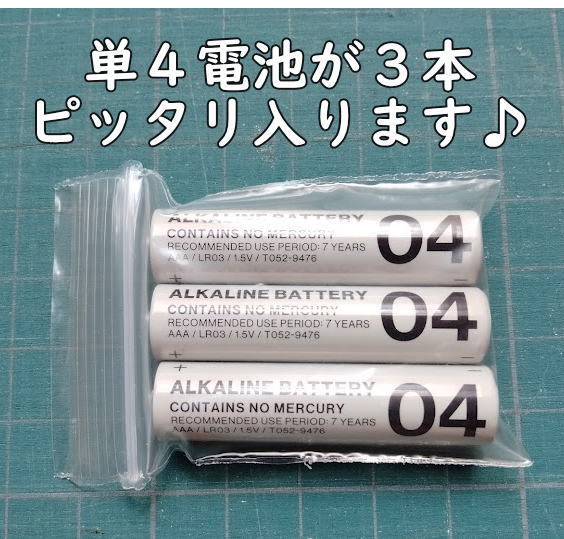 単４電池が３本
ピッタリ入ります♪
ALKALINE BATTERY
CONTAINS NO MERCURY
RECOMMENDED USE PERIOD: 7 YEARS
AAA / LR03 / 1.5V / T052-9476
04
+
−
ALKALINE BATTERY
CONTAINS NO MERCURY
RECOMMENDED USE PERIOD: 7 YEARS
AAA / LR03 / 1.5V / T052-9476
04
+
−
+
−
ALKALINE BATTERY
CONTAINS NO MERCURY
RECOMMENDED USE PERIOD: 7 YEARS
AAA / LR03 / 1.5V / T052-9476
04